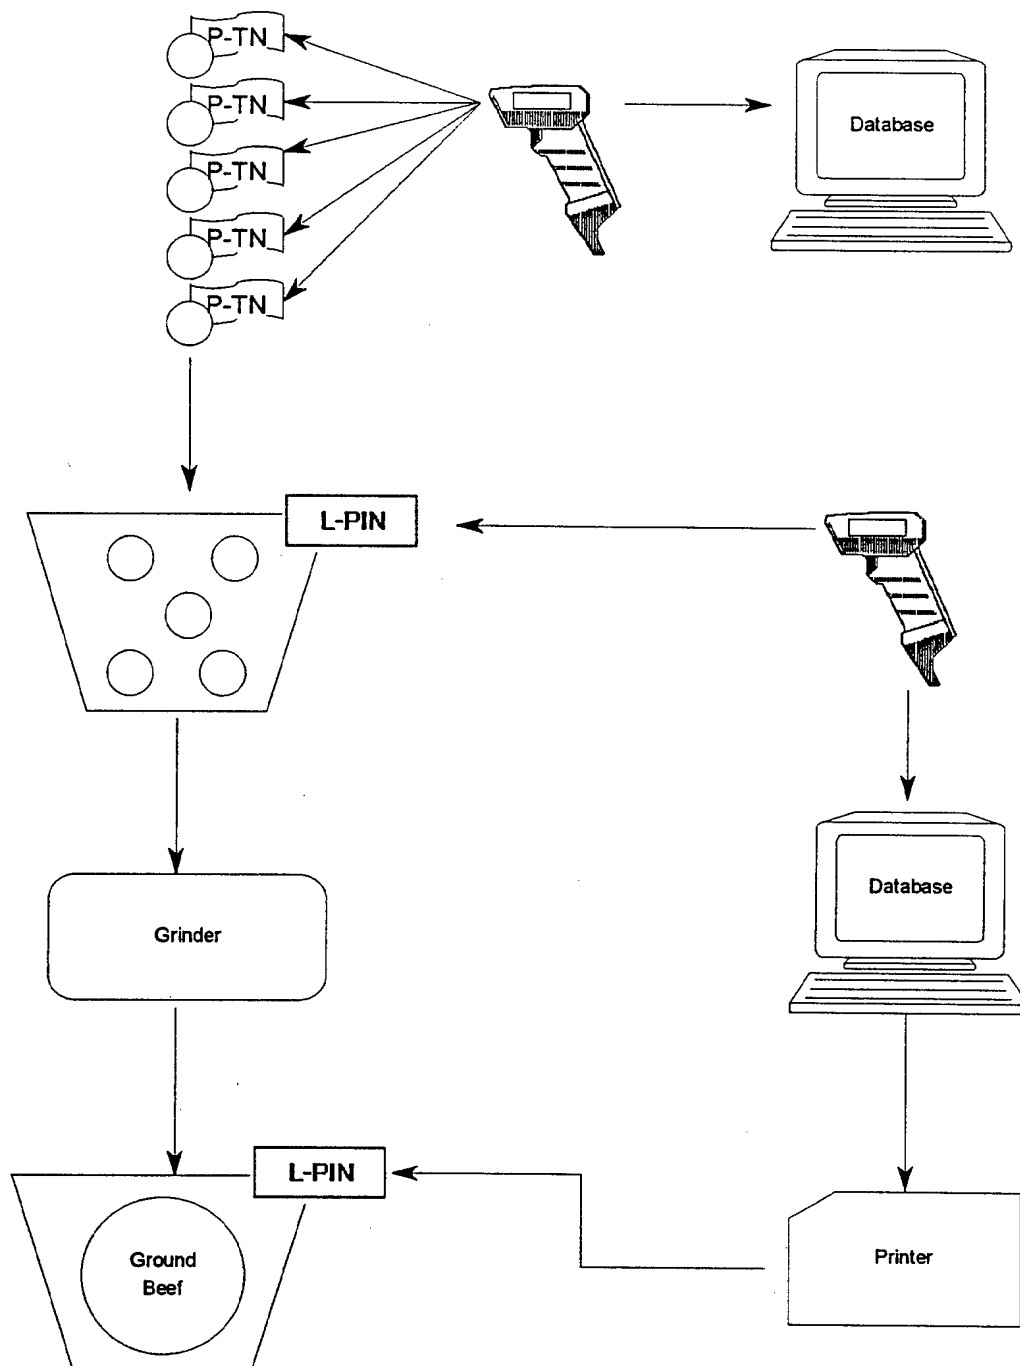 P-TN
P-TN
P-TN
P-TN
P-TN
Database
L-PIN
Database
Grinder
L-PIN
Ground
Beef
Printer